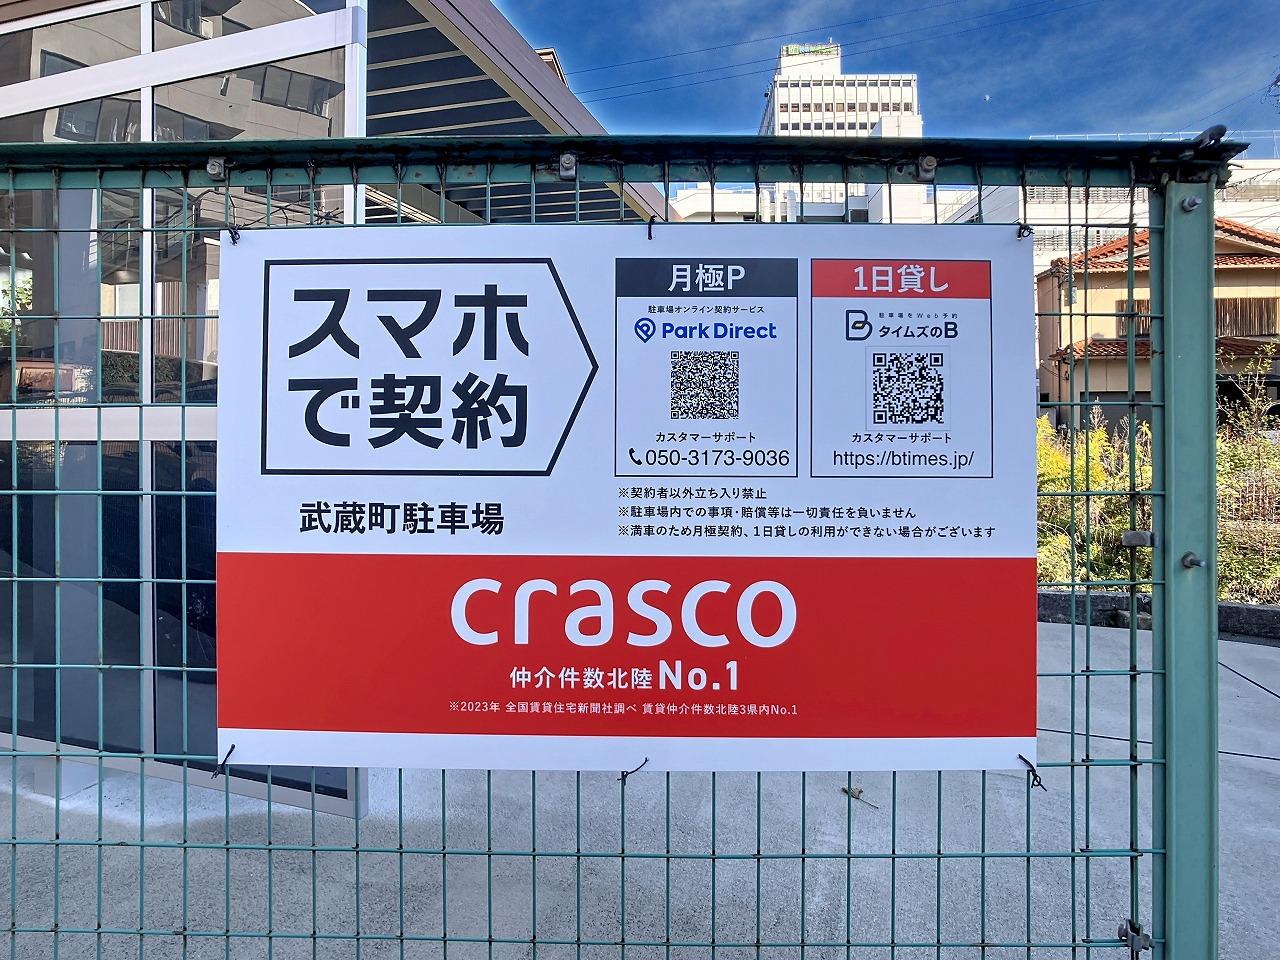 スマホ
で契約
武蔵町駐車場
月極P
駐車場オンライン契約サービス
Park Direct
カスタマーサポート
050-3173-9036
1日貸し
駐車場をWeb予約
B タイムズのB
カスタマーサポート
https://btimes.jp/
※契約者以外立ち入り禁止
※駐車場内での事項・賠償等は一切責任を負いません
※満車のため月極契約、1日貸しの利用ができない場合がございます
crasco
仲介件数北陸No.1
※2023年 全国賃貸住宅新聞社調べ 賃貸仲介件数北陸3県内No.1